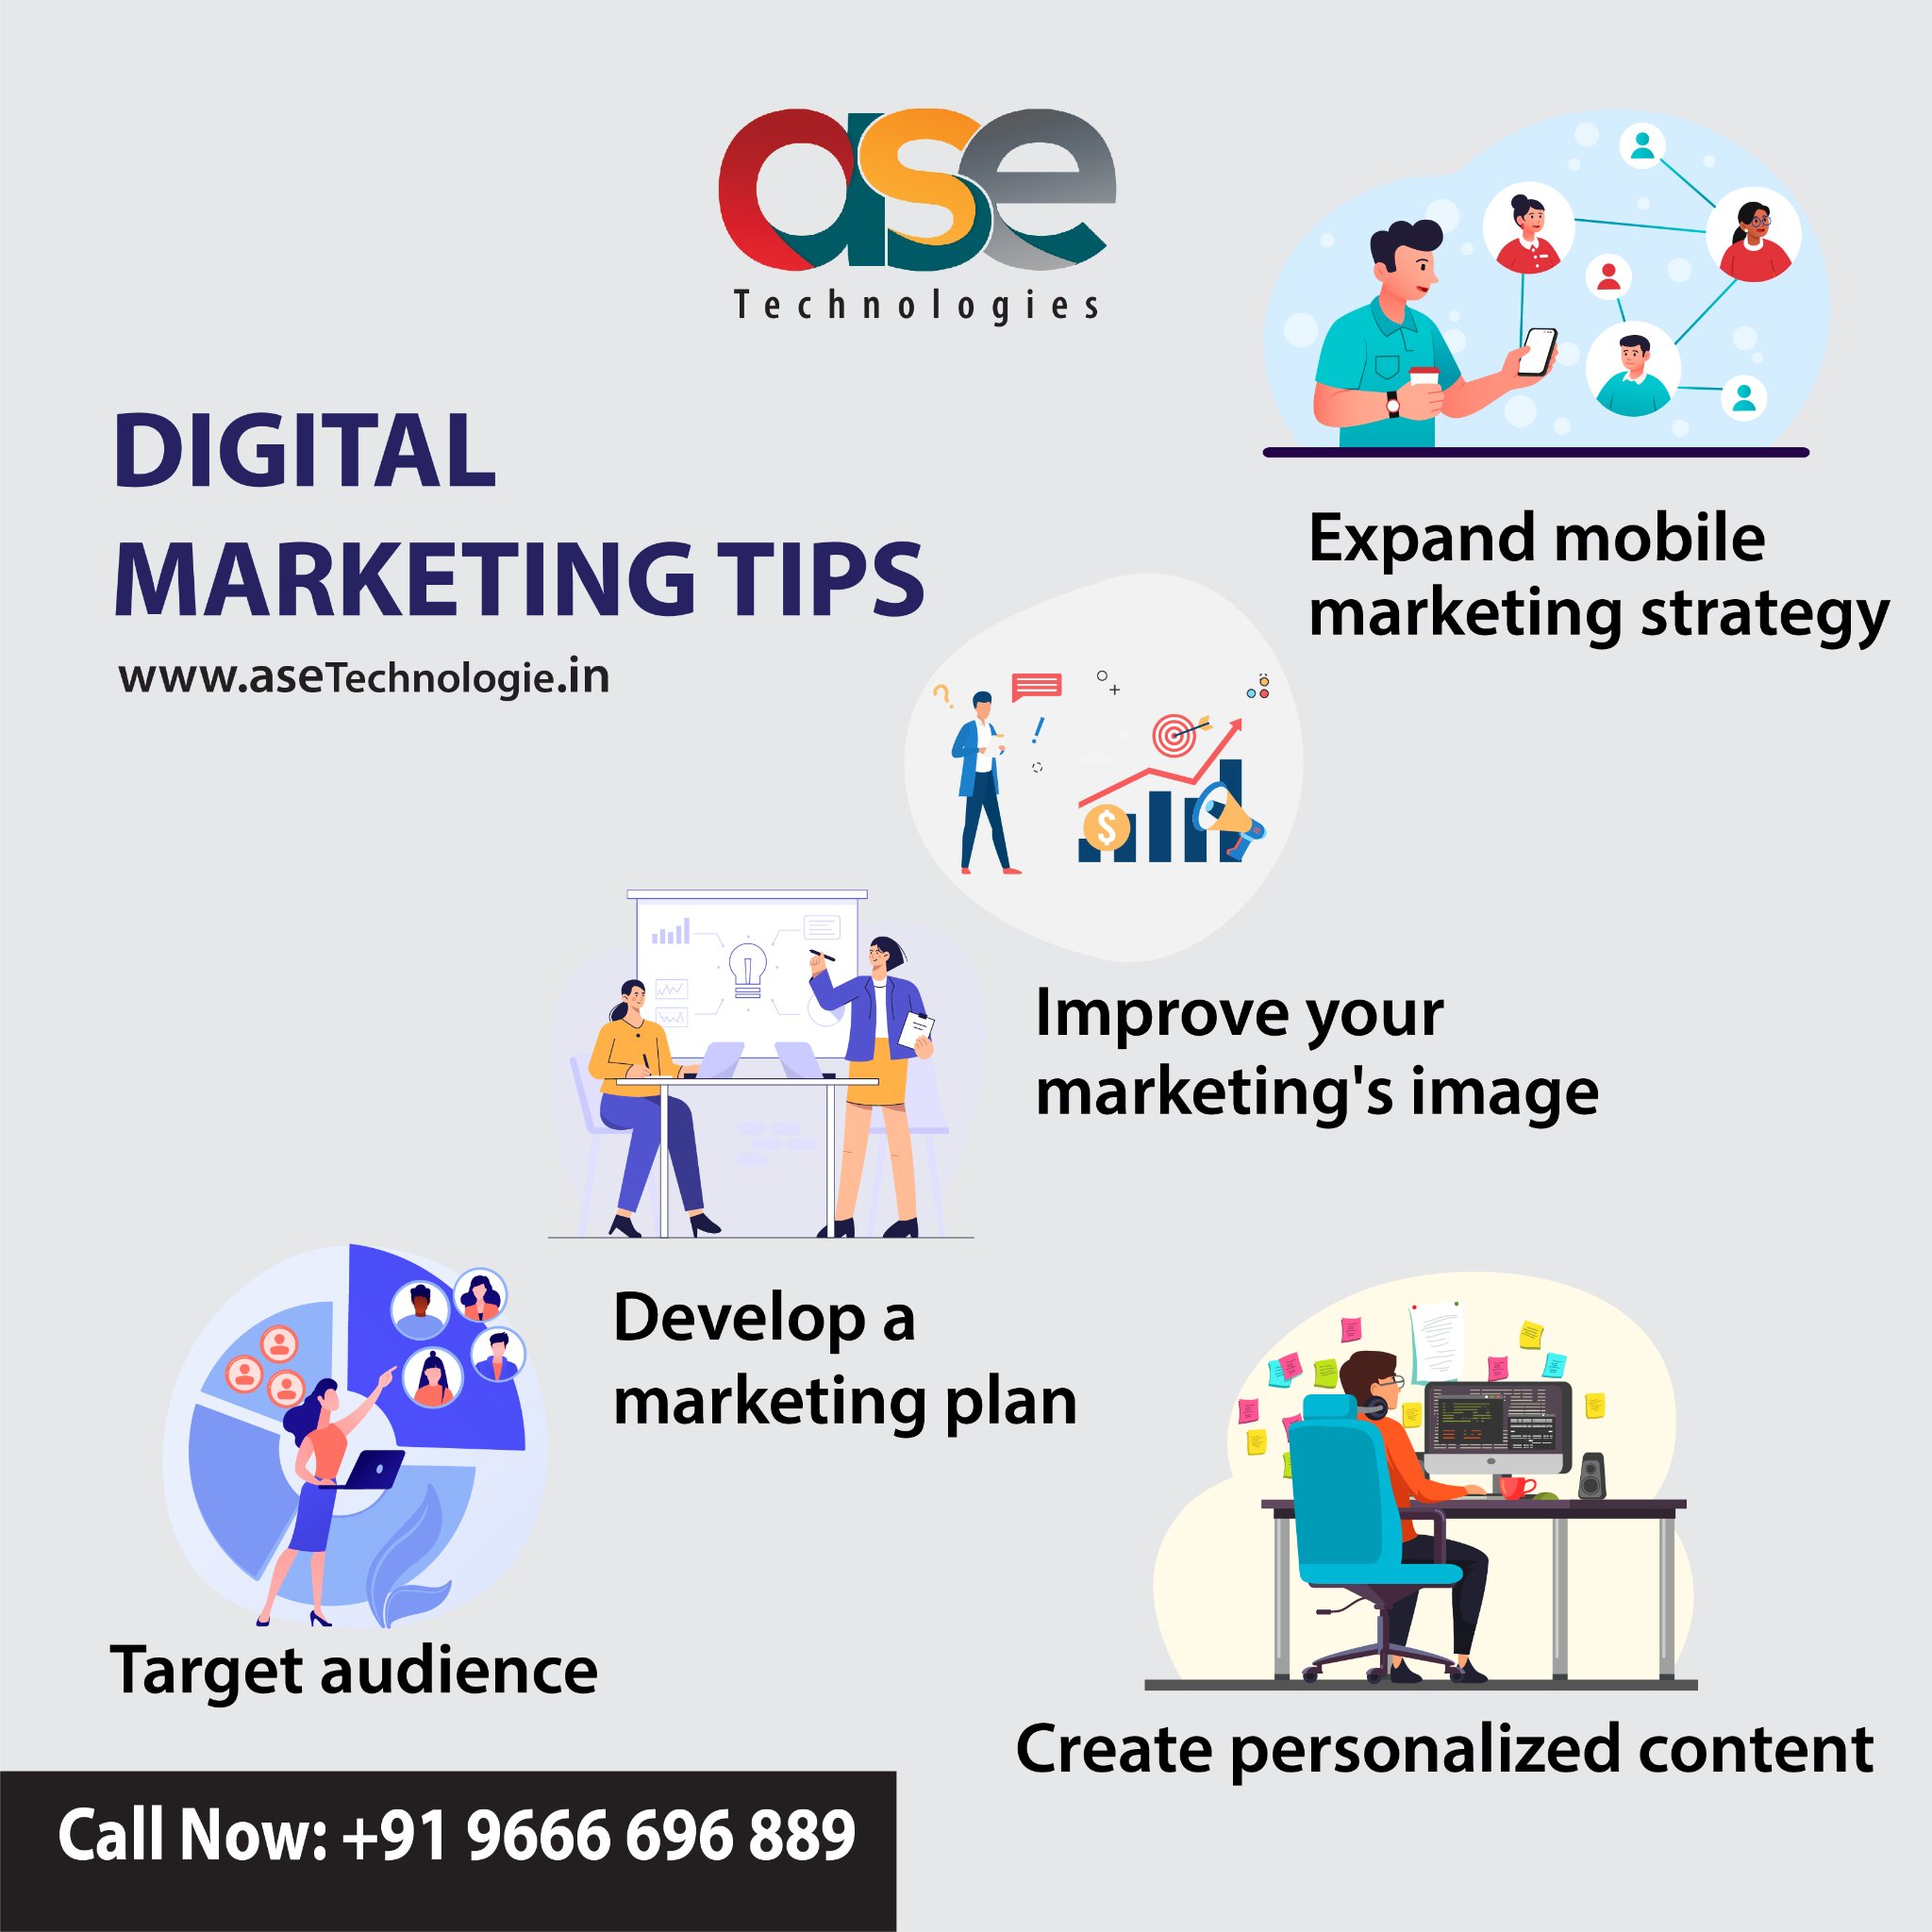 ase
Technologies
DIGITAL
MARKETING TIPS
www.aseTechnologie.in
Expand mobile
marketing strategy
Improve your
marketing's image
Develop a
marketing plan
Target audience
Create personalized content
Call Now: +91 9666 696 889